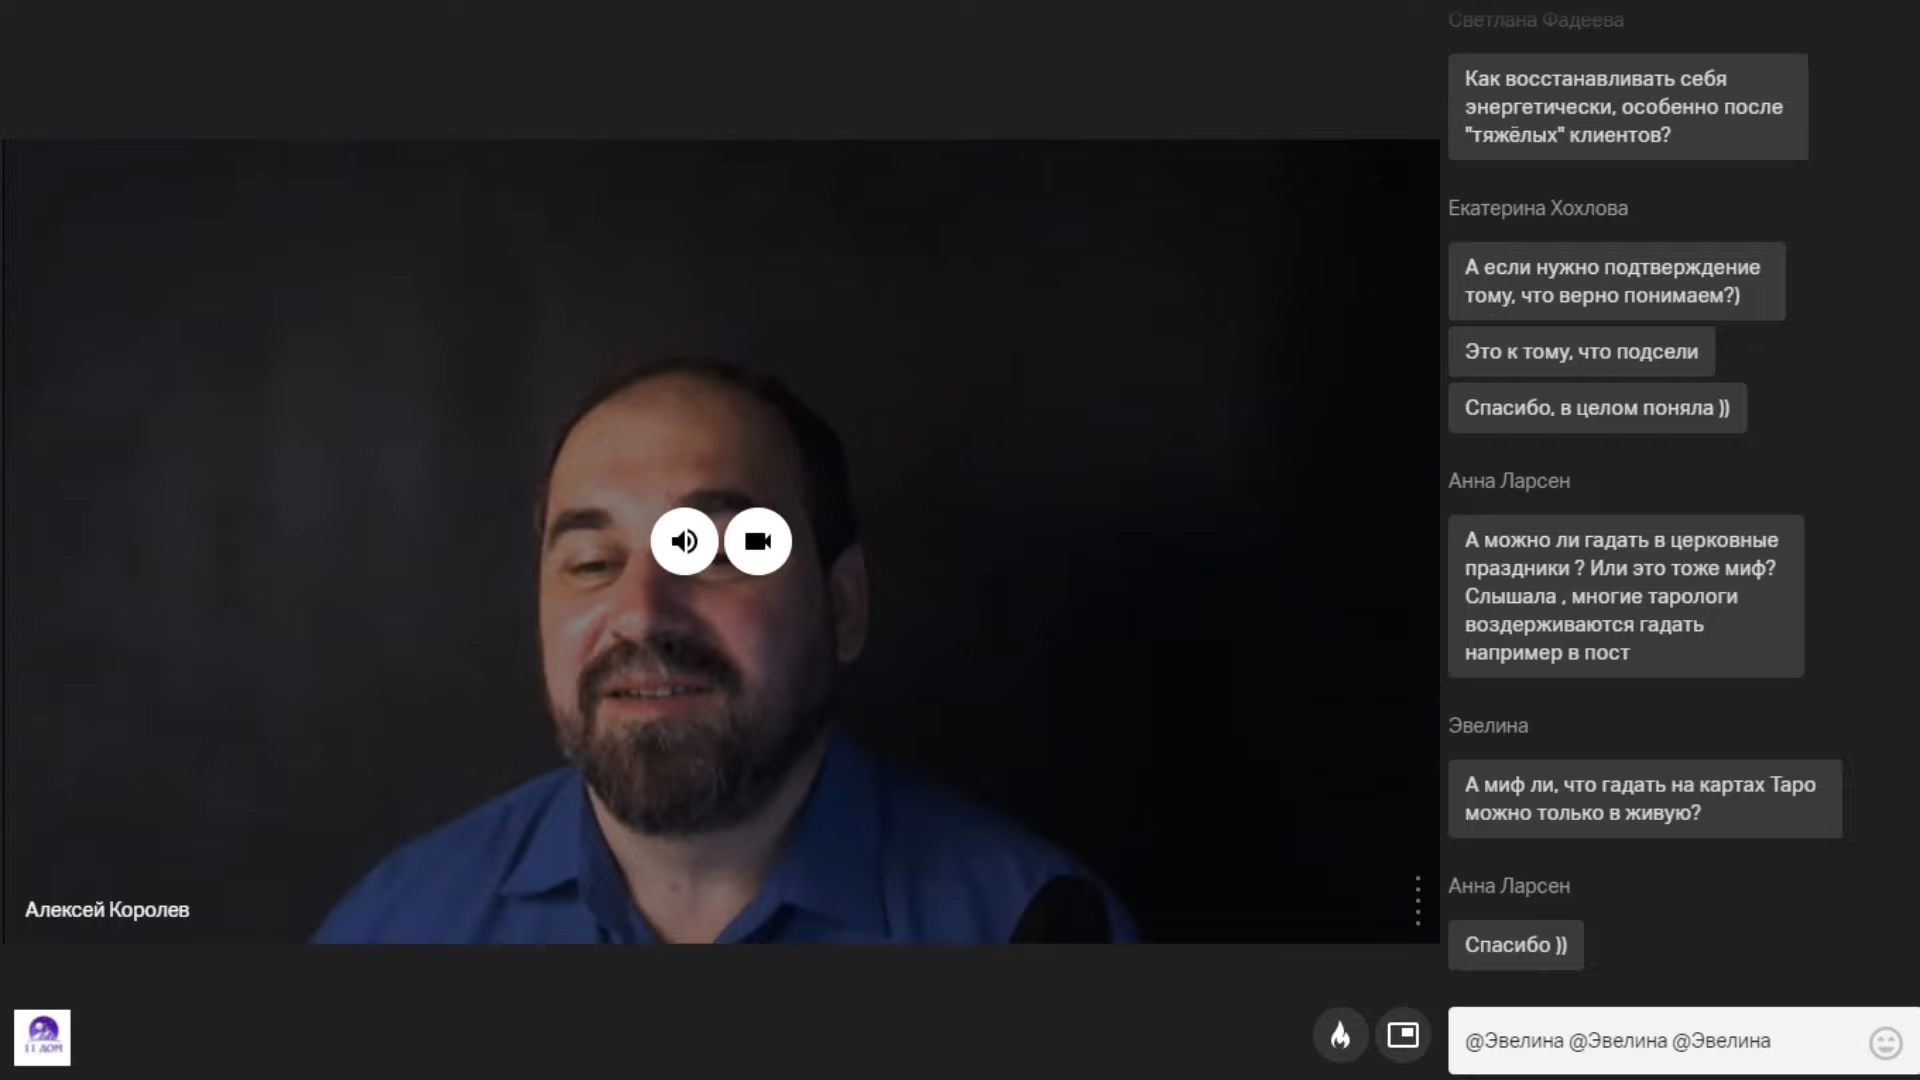 Светлана Фадеева
Как восстанавливать себя
энергетически, особенно после
"тяжёлых" клиентов?
Екатерина Хохлова
А если нужно подтверждение
тому, что верно понимаем?)
Это к тому, что подсели
Спасибо, в целом поняла ))
Анна Ларсен
А можно ли гадать в церковные
праздники ? Или это тоже миф?
Слышала , многие тарологи
воздерживаются гадать
например в пост
Эвелина
А миф ли, что гадать на картах Таро
можно только в живую?
Анна Ларсен
Спасибо ))
@Эвелина @Эвелина @Эвелина
Алексей Королев
11 ДОМ